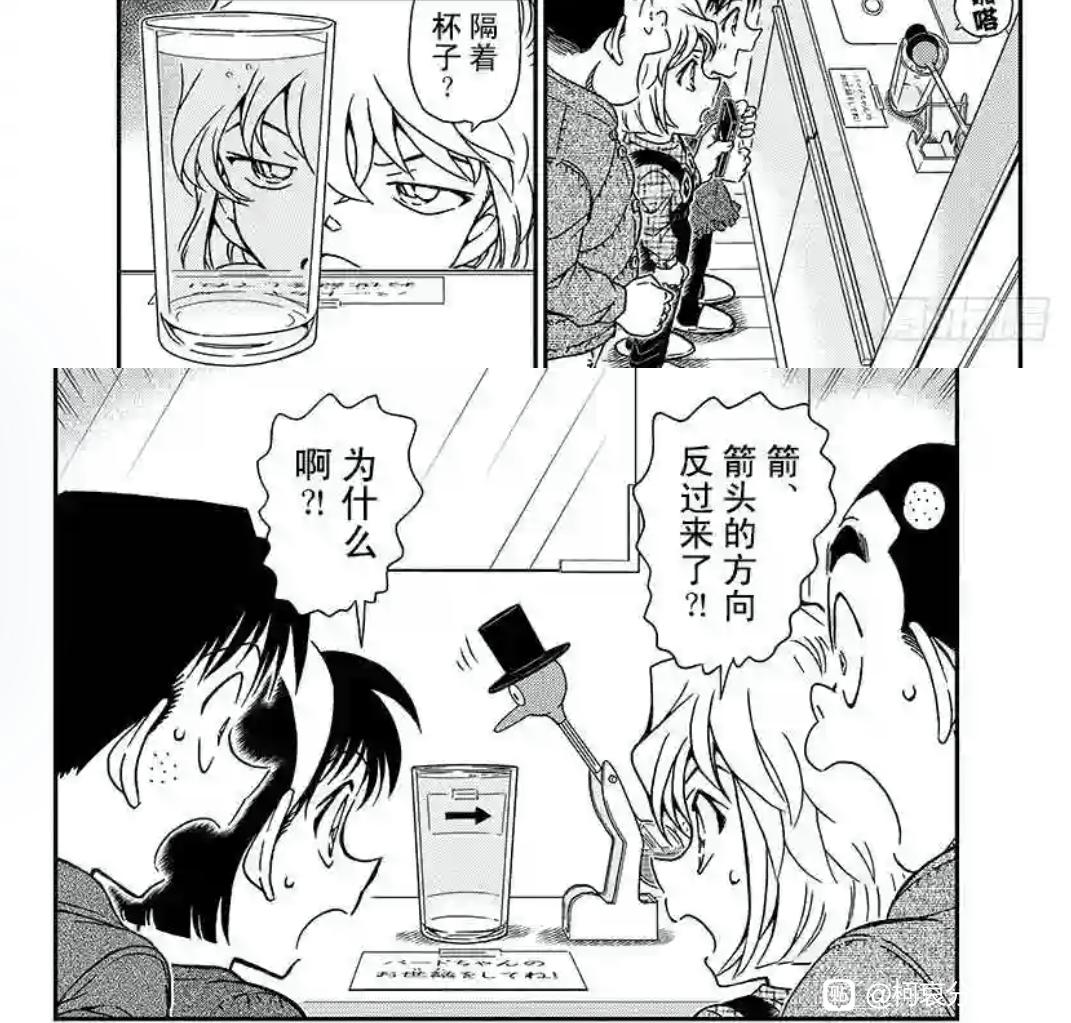 隔着
杯子？
嗒
箭、
箭头的方向
反过来了?!
为什么
啊?!
バードちゃんの
お世話をしてね!
@柯哀分